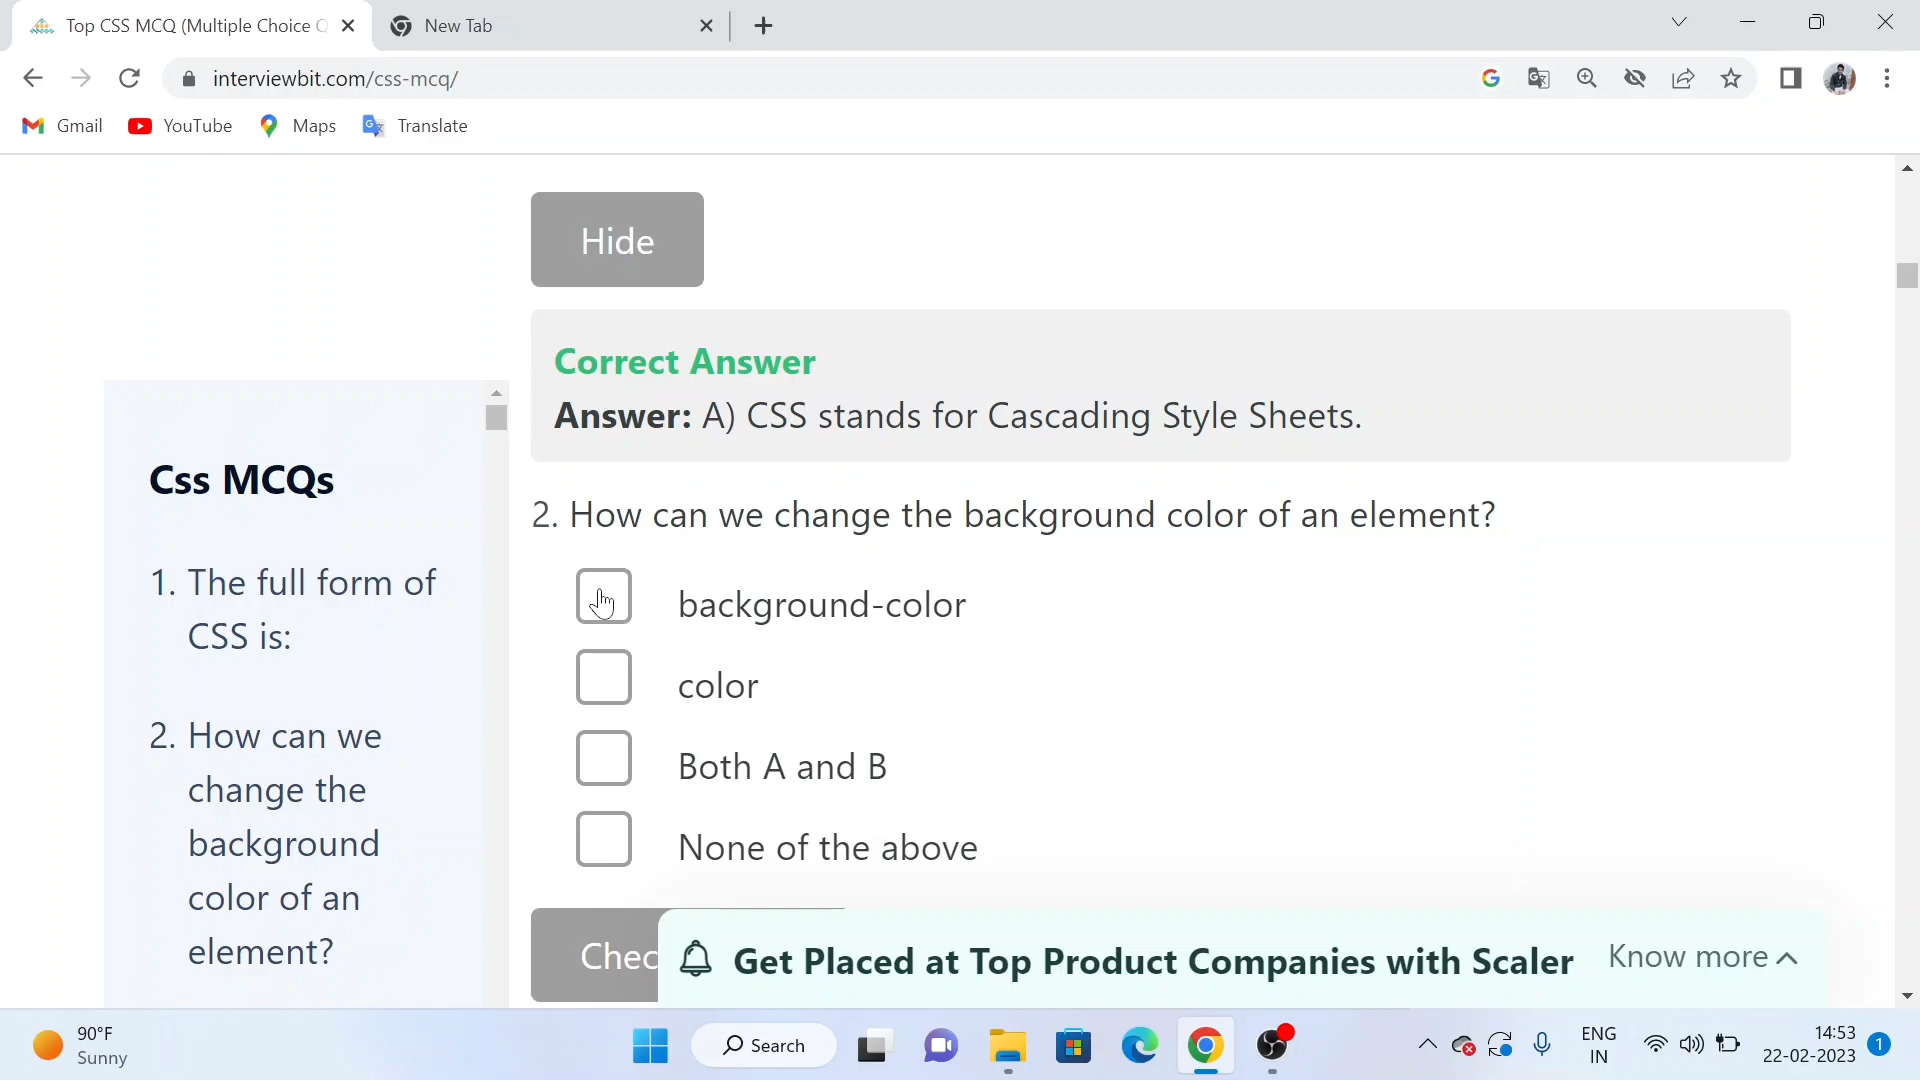 Top CSS MCQ (Multiple Choice Q
New Tab
interviewbit.com/css-mcq/
Gmail
YouTube
Maps
Translate
Hide
Correct Answer
Answer: A) CSS stands for Cascading Style Sheets.
2. How can we change the background color of an element?
background-color
color
Both A and B
None of the above
Chec
Get Placed at Top Product Companies with Scaler
Know more
Css MCQs
1. The full form of
CSS is:
2. How can we
change the
background
color of an
element?
90°F
Sunny
Search
ENG
IN
14:53
22-02-2023
1